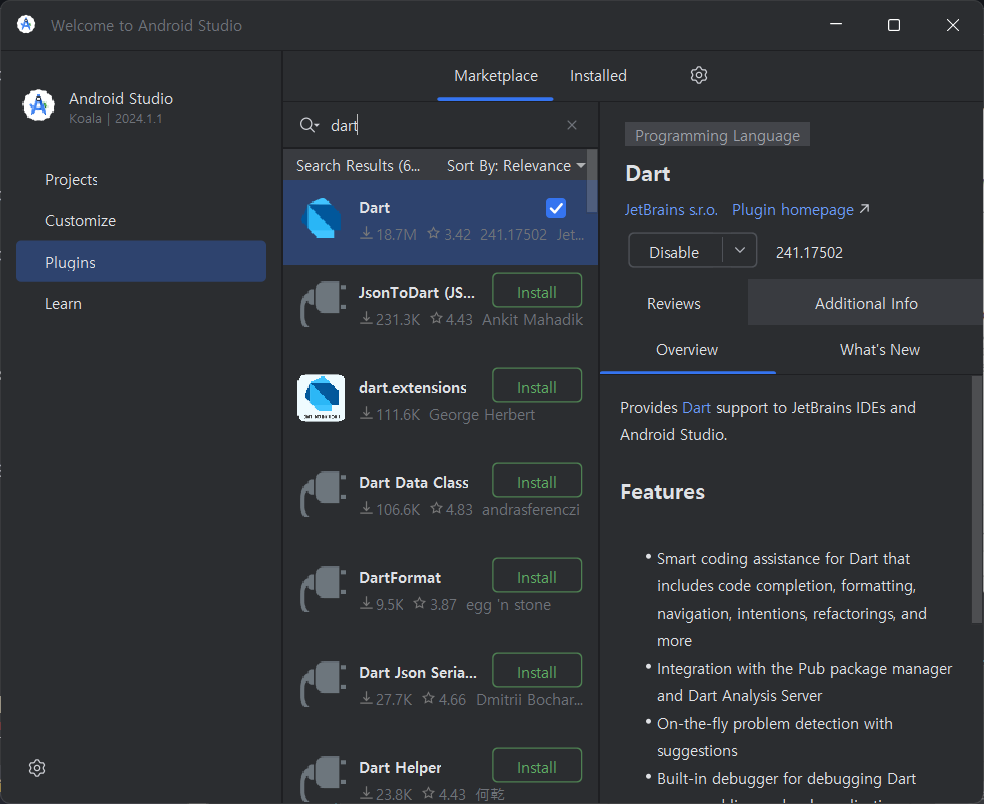 Welcome to Android Studio
Android Studio
Koala | 2024.1.1
Projects
Customize
Plugins
Learn
Marketplace
Installed
dart
Search Results (6...
Sort By: Relevance
Dart
18.7M 3.42 241.17502 Jet...
JsonToDart (JS...
Install
231.3K 4.43 Ankit Mahadik
dart.extensions
Install
111.6K George Herbert
Dart Data Class
Install
106.6K 4.83 andrasferenczi
DartFormat
Install
9.5K 3.87 egg 'n stone
Dart Json Seria...
Install
27.7K 4.66 Dmitrii Bochar...
Dart Helper
Install
23.8K 4.43 何乾
Programming Language
Dart
JetBrains s.r.o. Plugin homepage
Disable
241.17502
Reviews
Additional Info
Overview
What's New
Provides Dart support to JetBrains IDEs and
Android Studio.
Features
• Smart coding assistance for Dart that
includes code completion, formatting,
navigation, intentions, refactorings, and
more
• Integration with the Pub package manager
and Dart Analysis Server
• On-the-fly problem detection with
suggestions
• Built-in debugger for debugging Dart